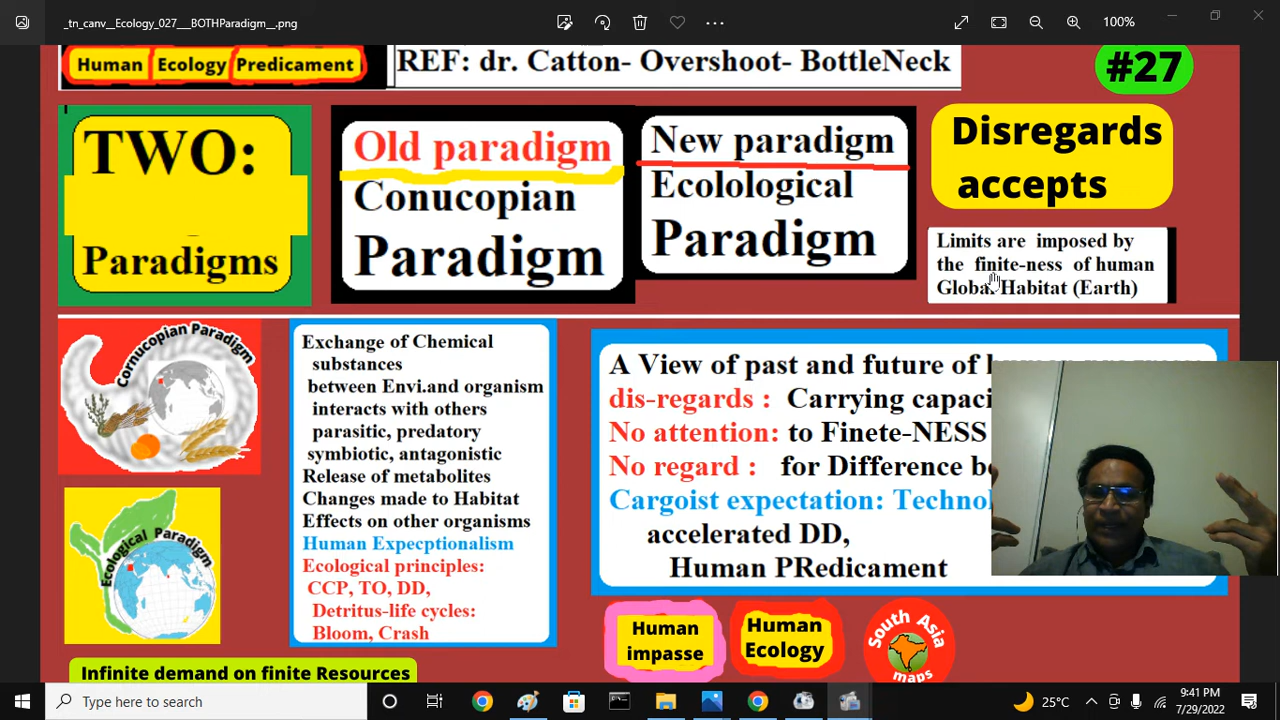 _tn_canv__Ecology_027___BOTHParadigm_.png
100%
Human Ecology Predicament
REF: dr. Catton- Overshoot- BottleNeck
#27
TWO:
Paradigms
Old paradigm
Conucopian
Paradigm
New paradigm
Ecolological
Paradigm
Disregards
accepts
Limits are imposed by
the finite-ness of human
Global Habitat (Earth)
Cornucopian Paradigm
Ecological Paradigm
Exchange of Chemical
substances
between Envi.and organism
interacts with others
parasitic, predatory
symbiotic, antagonistic
Release of metabolites
Changes made to Habitat
Effects on other organisms
Human Expecptionalism
Ecological principles:
CCP, TO, DD,
Detritus-life cycles:
Bloom, Crash
A View of past and future of
dis-regards : Carrying
No attention: to Finete-NESS
No regard : for Difference
Cargoist expectation:
accelerated DD,
Human PRedicament
Human
impasse
Human
Ecology
South Asia
maps
Infinite demand on finite Resources
Type here to search
25°C
9:41 PM
7/29/2022